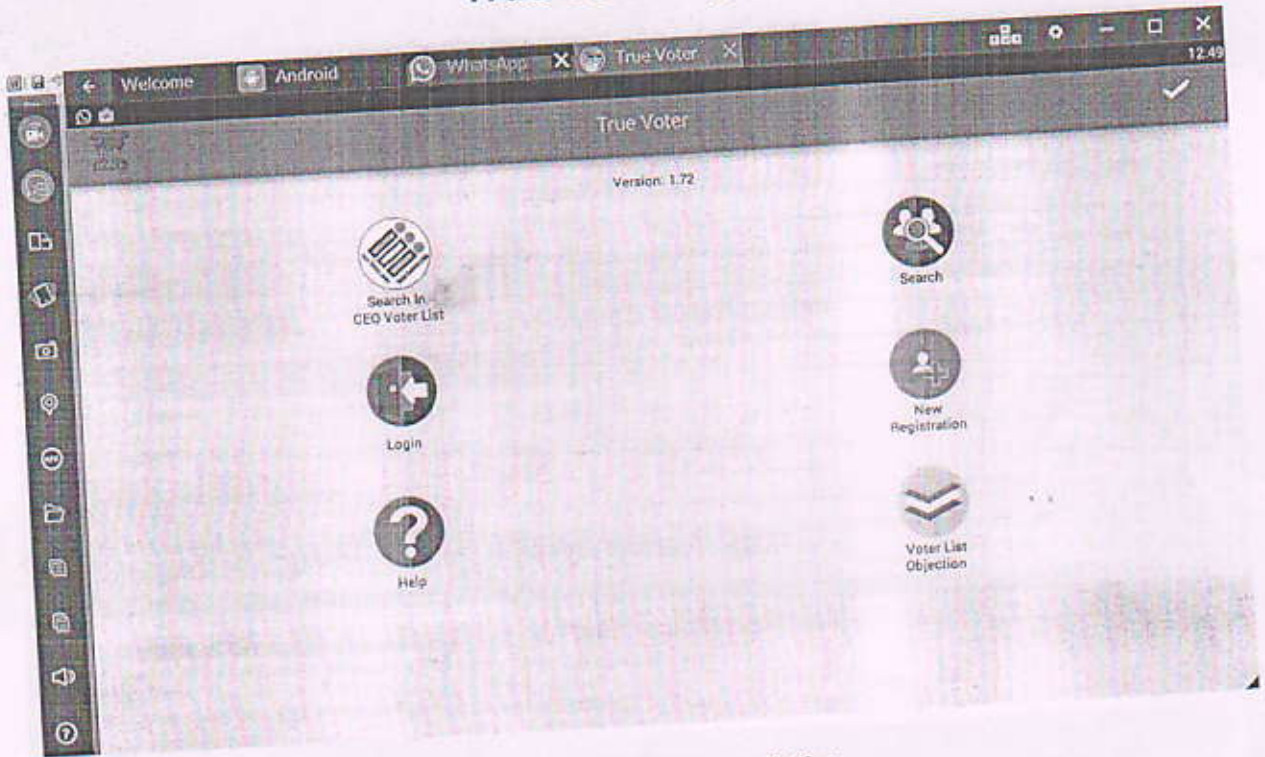 Welcome
Android
WhatsApp
True Voter
12:49
True Voter
Version: 1.72
Search In
CEO Voter List
Search
Login
New
Registration
Help
Voter List
Objection